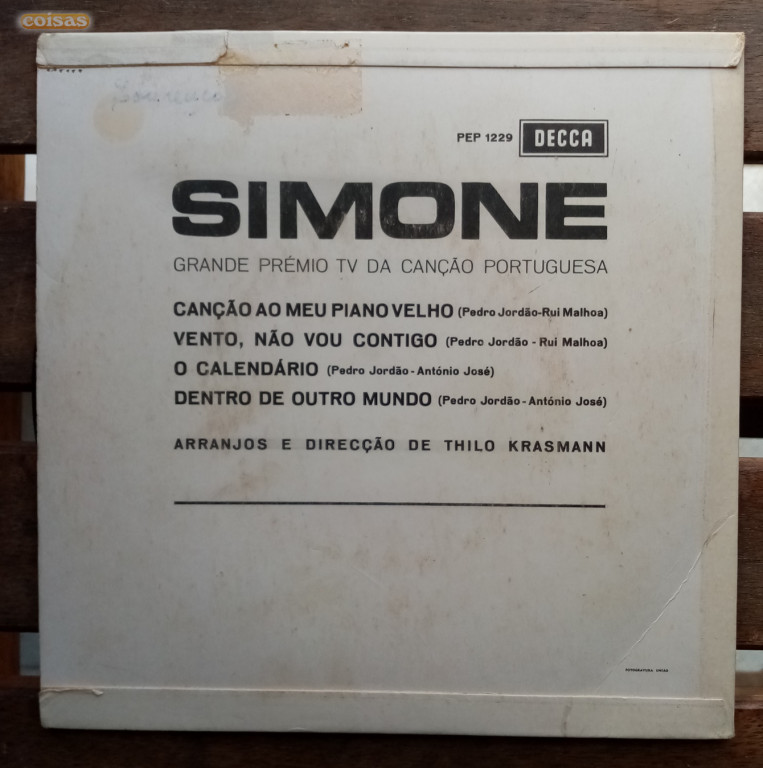 coisas
PEP 1229 DECCA
SIMONE
GRANDE PRÉMIO TV DA CANÇÃO PORTUGUESA
CANÇÃO AO MEU PIANO VELHO (Pedro Jordão-Rui Malhoa)
VENTO, NÃO VOU CONTIGO (Pedro Jordão - Rui Malhoa)
O CALENDÁRIO (Pedro Jordão - António José)
DENTRO DE OUTRO MUNDO (Pedro Jordão - António José)
ARRANJOS E DIRECÇÃO DE THILO KRASMANN